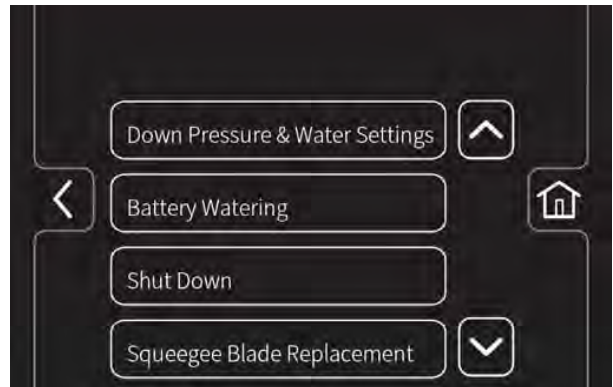 Down Pressure & Water Settings
Battery Watering
Shut Down
Squeegee Blade Replacement